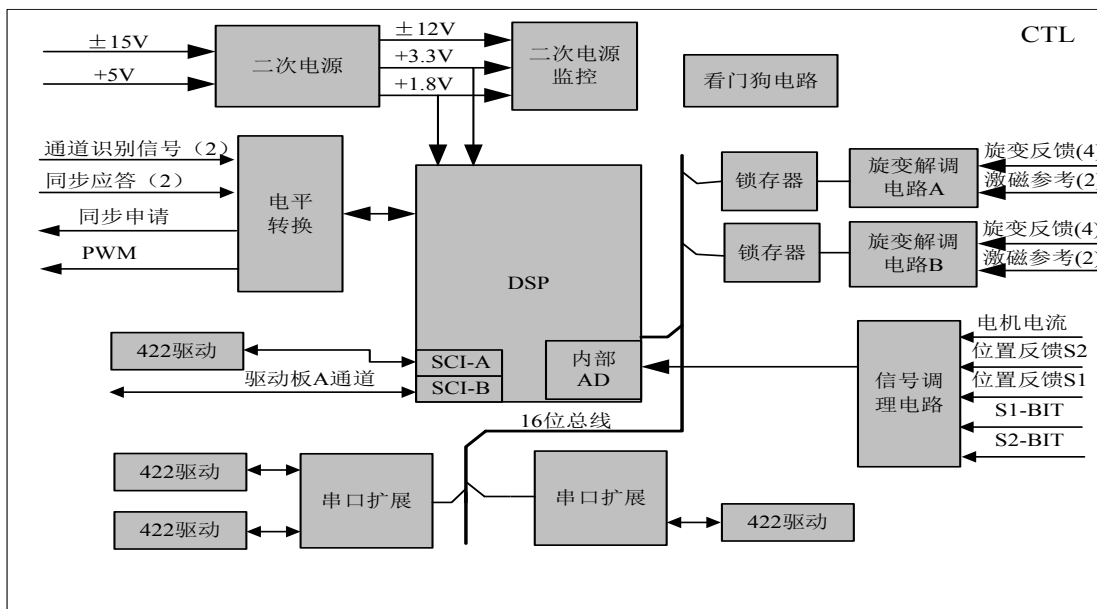 CTL
±15V
+5V
二次电源
±12V
+3.3V
+1.8V
二次电源
监控
看门狗电路
通道识别信号（2）
同步应答（2）
同步申请
PWM
电平
转换
DSP
锁存器
旋变解调
电路A
旋变反馈(4)
激磁参考(2)
锁存器
旋变解调
电路B
旋变反馈(4)
激磁参考(2)
422驱动
驱动板A通道
SCI-A
SCI-B
内部
AD
信号调
理电路
电机电流
位置反馈S2
位置反馈S1
S1-BIT
S2-BIT
16位总线
422驱动
422驱动
串口扩展
串口扩展
422驱动